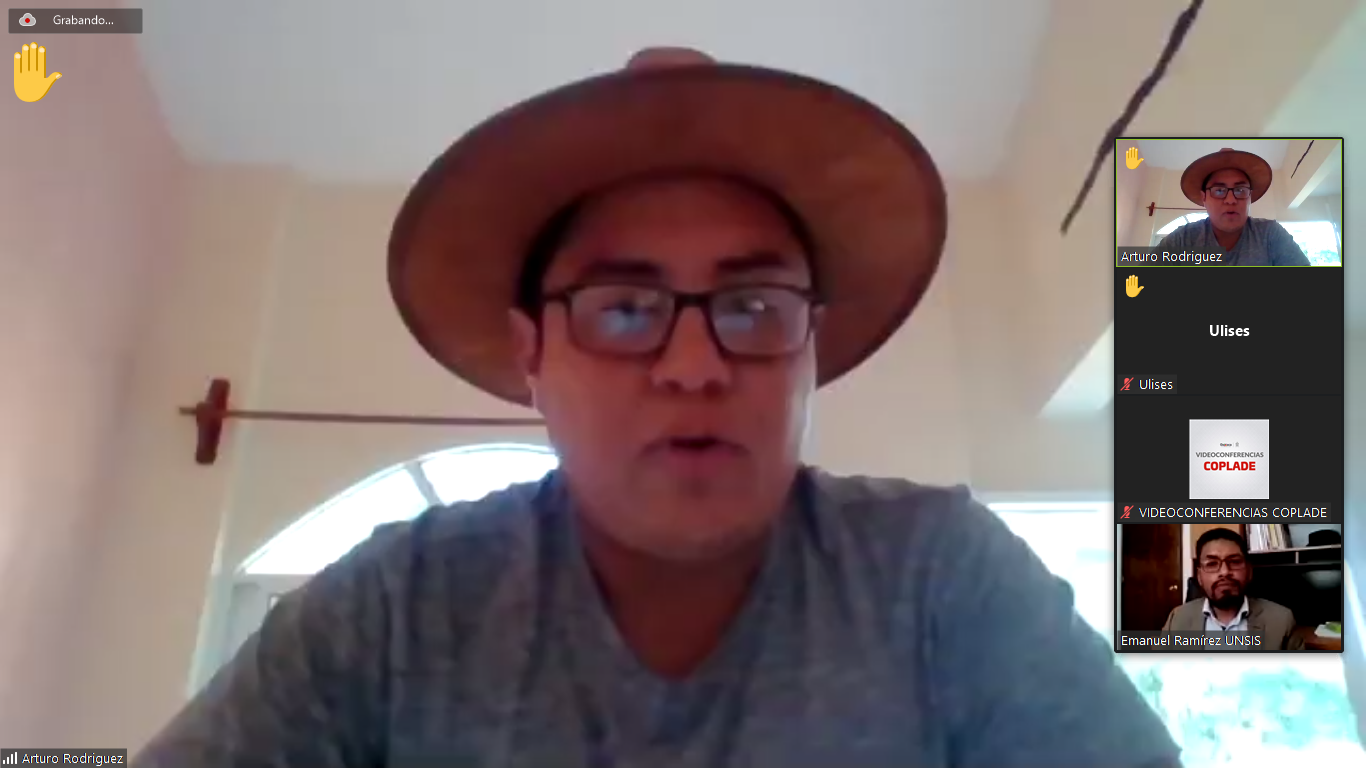 Grabando...
Arturo Rodriguez
Ulises
Ulises
VIDEOCONFERENCIAS
COPLADE
VIDEOCONFERENCIAS COPLADE
Emanuel Ramírez UNSIS
Arturo Rodriguez